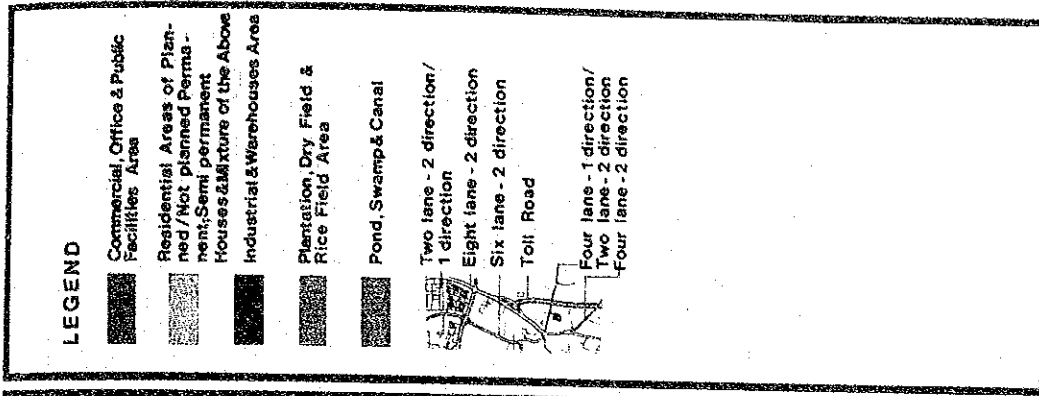 LEGEND
Commercial, Office & Public
Facilities Area
Residential Areas of Plan-
ned / Not planned Perma-
nent, Semi permanent
Houses & Mixture of the Above
Industrial & Warehouses Area
Plantation, Dry Field &
Rice Field Area
Pond, Swamp & Canal
Two lane - 2 direction /
1 direction
Eight lane - 2 direction
Six lane - 2 direction
Toll Road
Four lane - 1 direction /
Two lane - 2 direction
Four lane - 2 direction